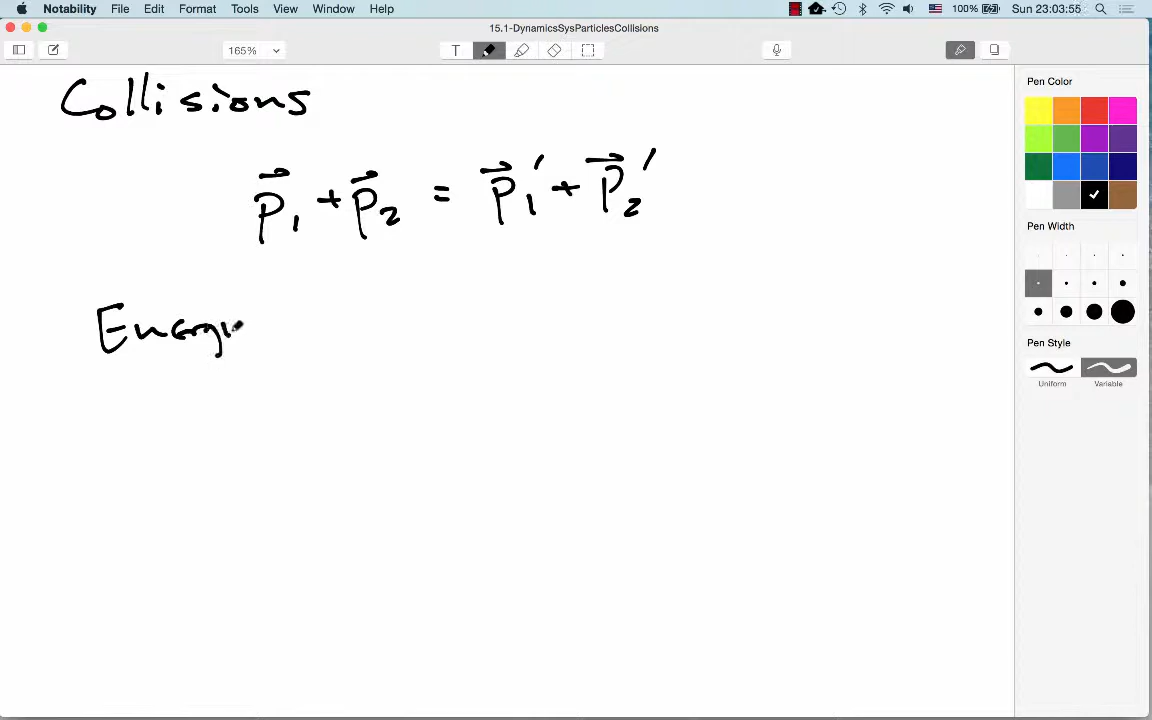 Notability File Edit Format Tools View Window Help 100% Sun 23:03:55
15.1-DynamicsSysParticlesCollisions
165% T
Collisions
p⃗₁ + p⃗₂ = p⃗₁′ + p⃗₂′
Energy
Pen Color
Pen Width
Pen Style
Uniform Variable